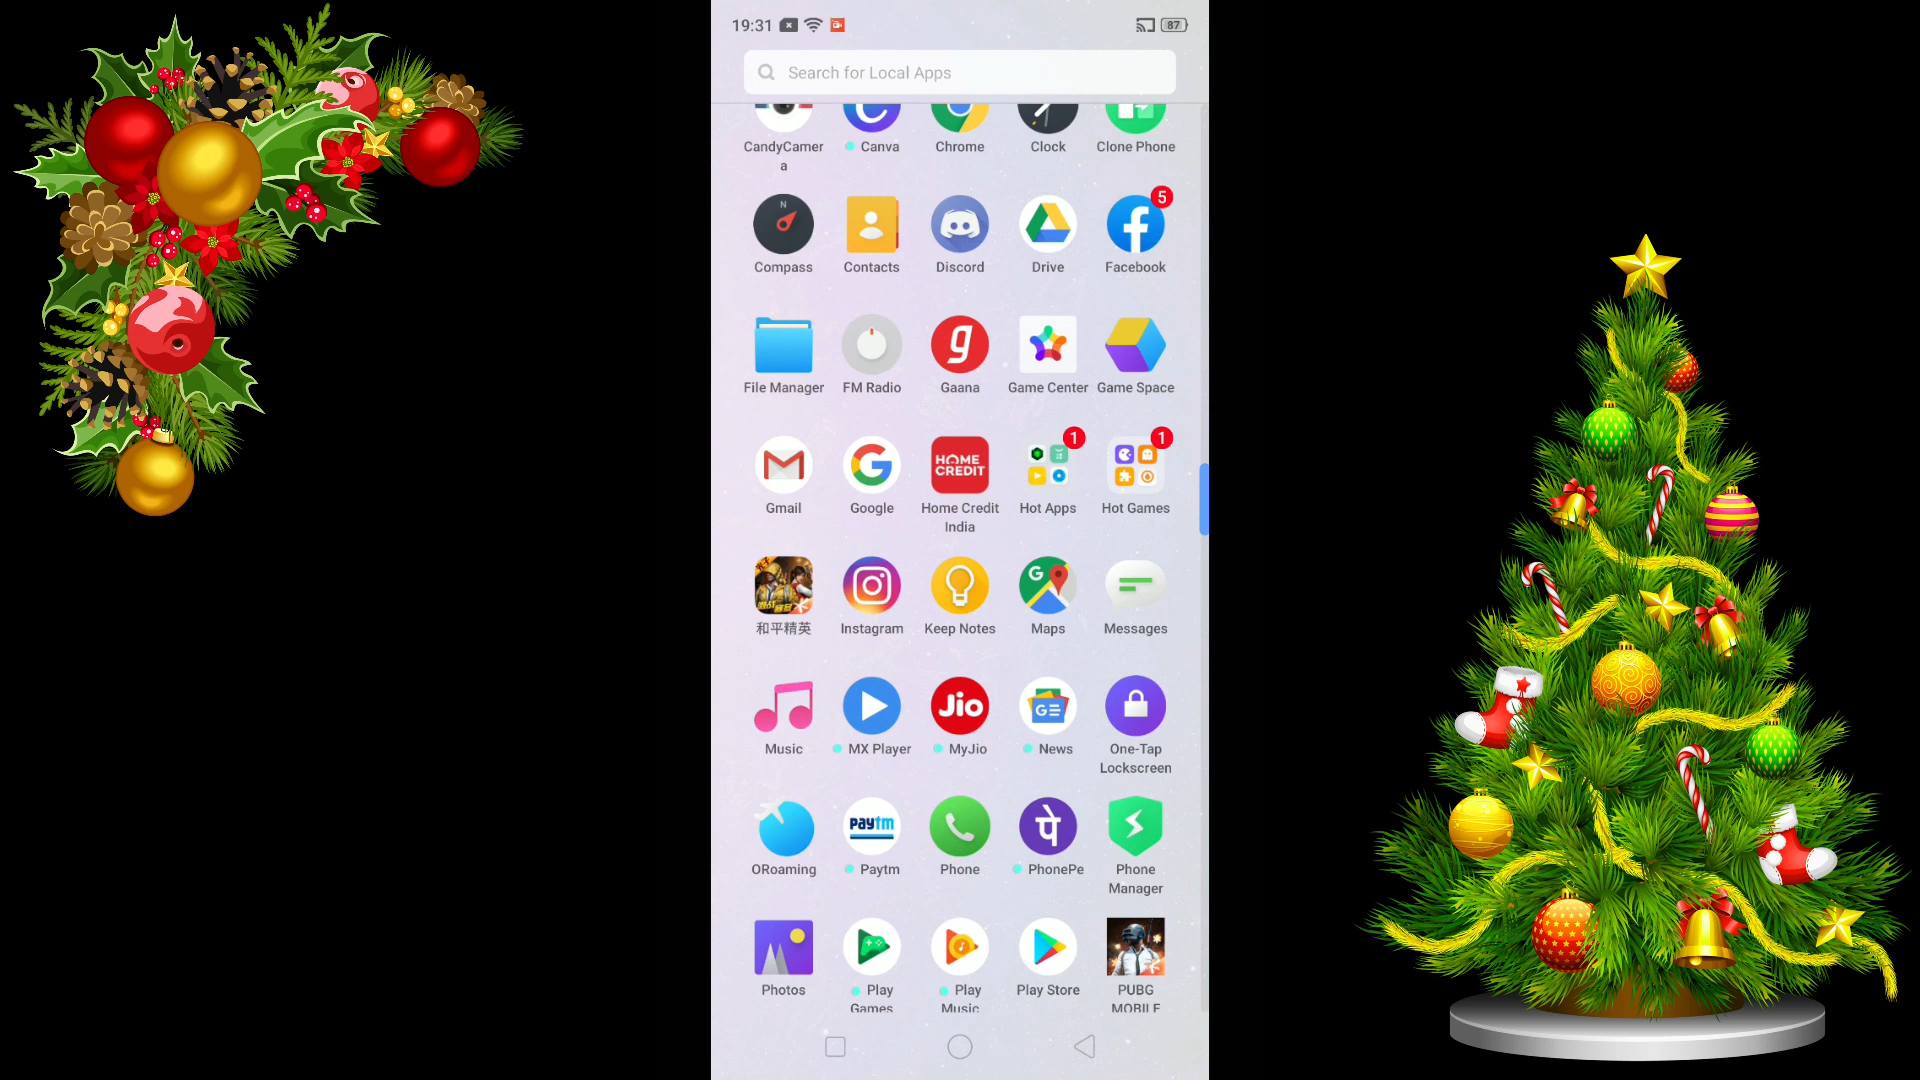 19:31
87
Search for Local Apps
CandyCamer
a
Canva
Chrome
Clock
Clone Phone
N
5
Compass
Contacts
Discord
Drive
Facebook
g
File Manager
FM Radio
Gaana
Game Center
Game Space
1
1
HOME
CREDIT
Gmail
Google
Home Credit
India
Hot Apps
Hot Games
G
和平精英
Instagram
Keep Notes
Maps
Messages
Jio
GE
Music
MX Player
MyJio
News
One-Tap
Lockscreen
paytm
पे
ORoaming
Paytm
Phone
PhonePe
Phone
Manager
Photos
Play
Games
Play
Music
Play Store
PUBG
MOBILE